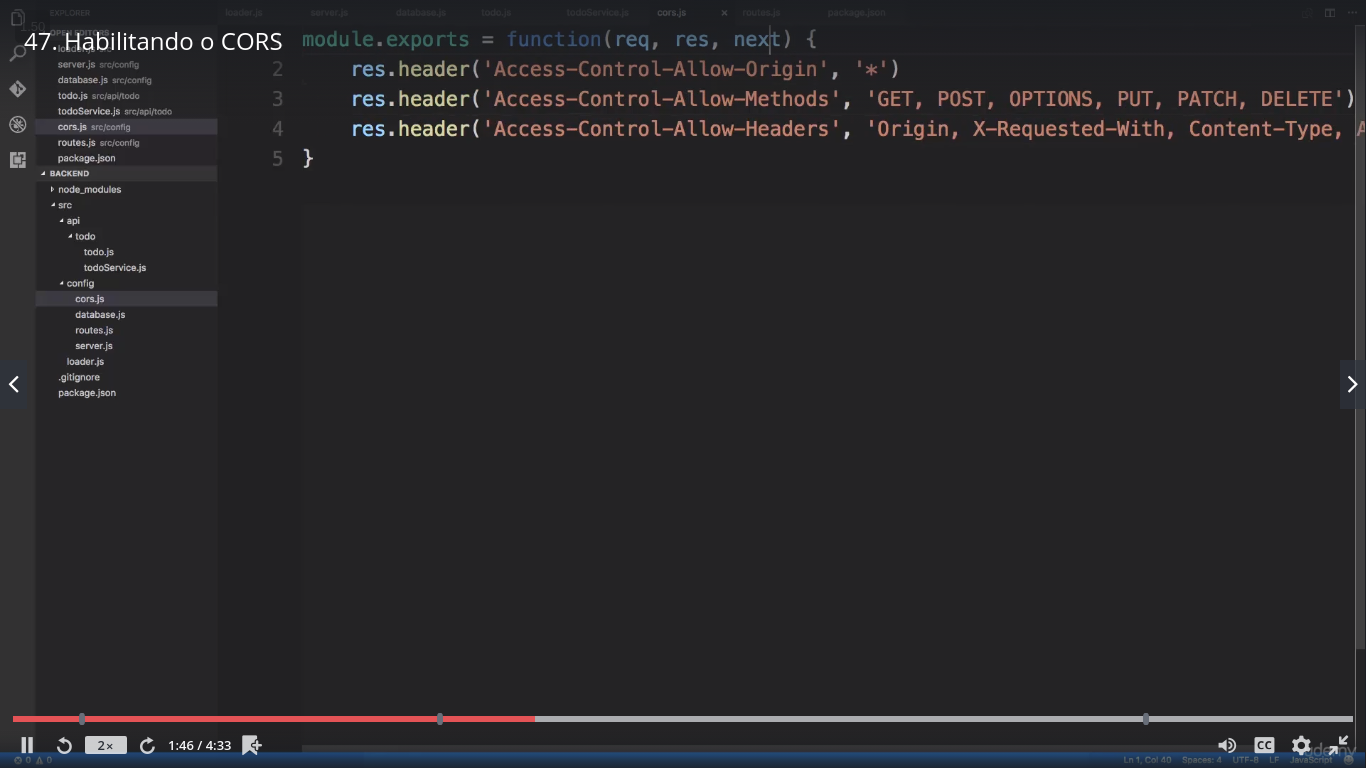 EXPLORER
loader.js server.js database.js todo.js todoService.js cors.js × routes.js package.json
47. Habilitando o CORS
module.exports = function(req, res, next) {
server.js src/config
2 res.header('Access-Control-Allow-Origin', '*')
database.js src/config
todo.js src/api/todo
3 res.header('Access-Control-Allow-Methods', 'GET, POST, OPTIONS, PUT, PATCH, DELETE')
todoService.js src/api/todo
cors.js src/config
4 res.header('Access-Control-Allow-Headers', 'Origin, X-Requested-With, Content-Type, A
routes.js src/config
package.json
5 }
BACKEND
node_modules
src
api
todo
todo.js
todoService.js
config
cors.js
database.js
routes.js
server.js
loader.js
.gitignore
package.json
2× 1:46 / 4:33 CC
0 0 Ln 1, Col 40 Spaces: 4 UTF-8 LF JavaScript